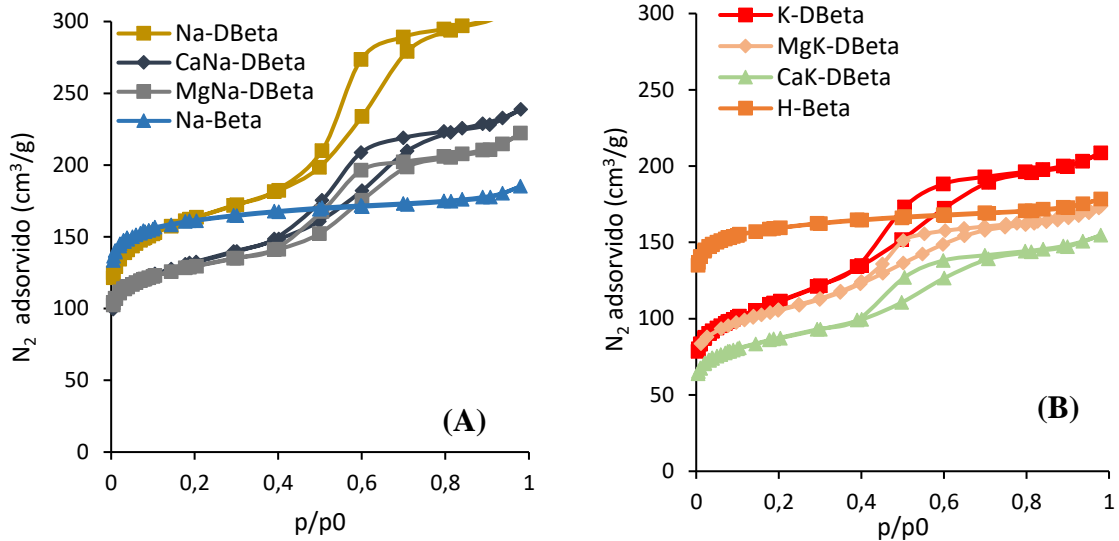 300
250
200
150
100
50
0
N2 adsorvido (cm3/g)
Na-DBeta
CaNa-DBeta
MgNa-DBeta
Na-Beta
(A)
0 0,2 0,4 0,6 0,8 1
p/p0
300
250
200
150
100
50
0
N2 adsorvido (cm3/g)
K-DBeta
MgK-DBeta
CaK-DBeta
H-Beta
(B)
0 0,2 0,4 0,6 0,8 1
p/p0